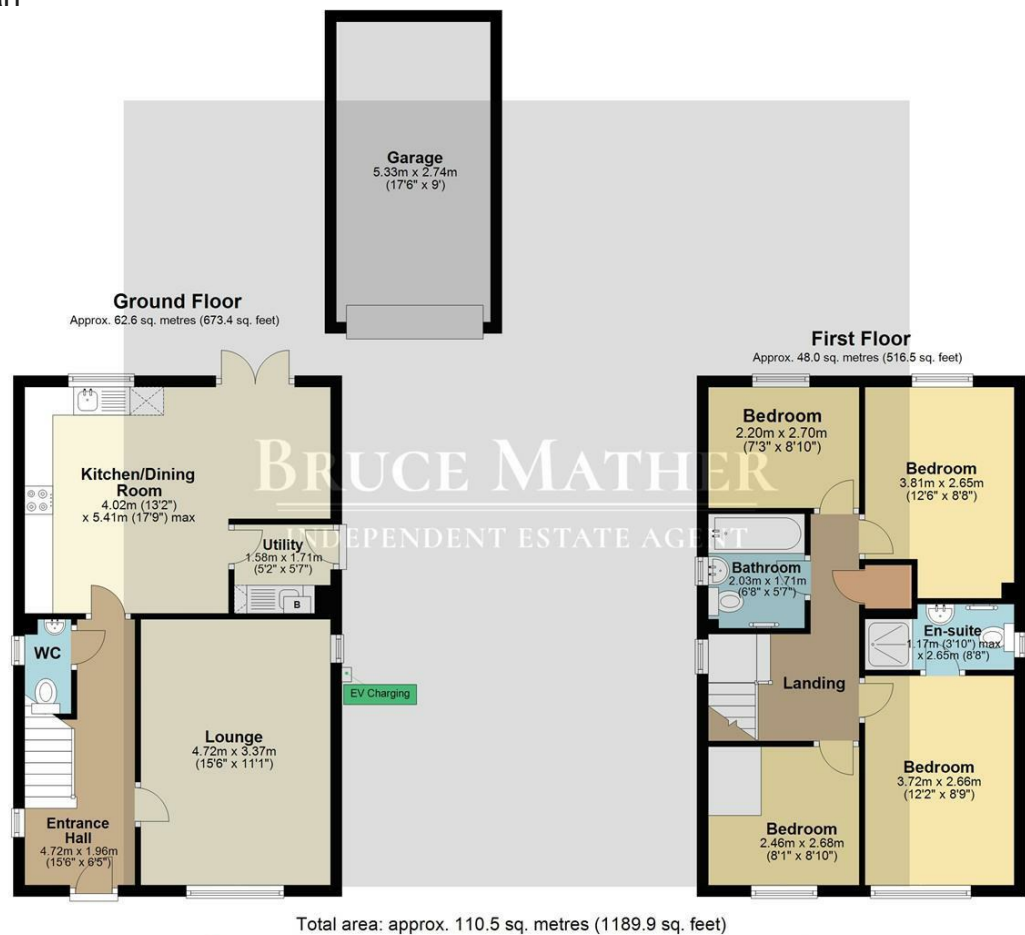 Garage
5.33m x 2.74m
(17'6" x 9')
Ground Floor
Approx. 62.6 sq. metres (673.4 sq. feet)
First Floor
Approx. 48.0 sq. metres (516.5 sq. feet)
Kitchen/Dining
Room
4.02m (13'2")
x 5.41m (17'9") max
BRUCE MATHER
INDEPENDENT ESTATE AGENT
Utility
1.58m x 1.71m
(5'2" x 5'7")
B
WC
EV Charging
Lounge
4.72m x 3.37m
(15'6" x 11'1")
Entrance
Hall
4.72m x 1.96m
(15'6" x 6'5")
Bedroom
2.20m x 2.70m
(7'3" x 8'10")
Bedroom
3.81m x 2.65m
(12'6" x 8'8")
Bathroom
2.03m x 1.71m
(6'8" x 5'7")
En-suite
1.17m (3'10") max
x 2.65m (8'8")
Landing
Bedroom
3.72m x 2.66m
(12'2" x 8'9")
Bedroom
2.46m x 2.68m
(8'1" x 8'10")
Total area: approx. 110.5 sq. metres (1189.9 sq. feet)